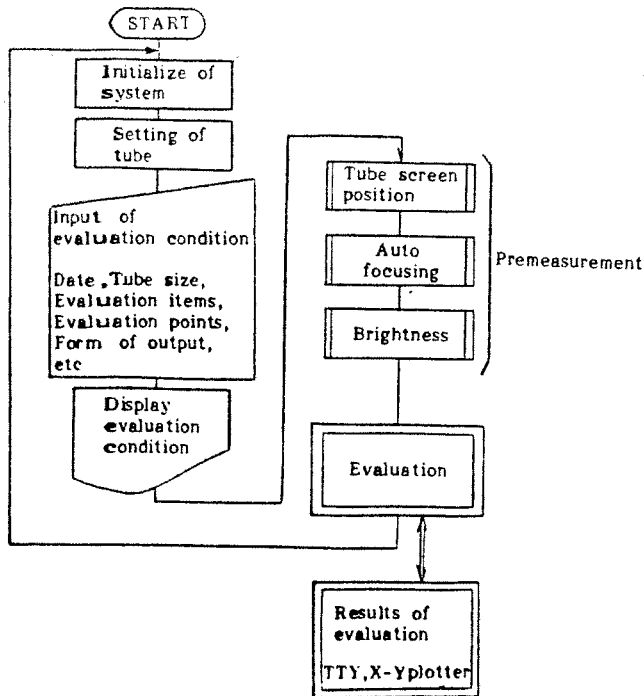 START
Initialize of
system
Setting of
tube
Input of
evaluation condition
Date, Tube size,
Evaluation items,
Evaluation points,
Form of output,
etc
Display
evaluation
condition
Tube screen
position
Auto
focusing
Brightness
Premeasurement
Evaluation
Results of
evaluation
TTY, X-Yplotter